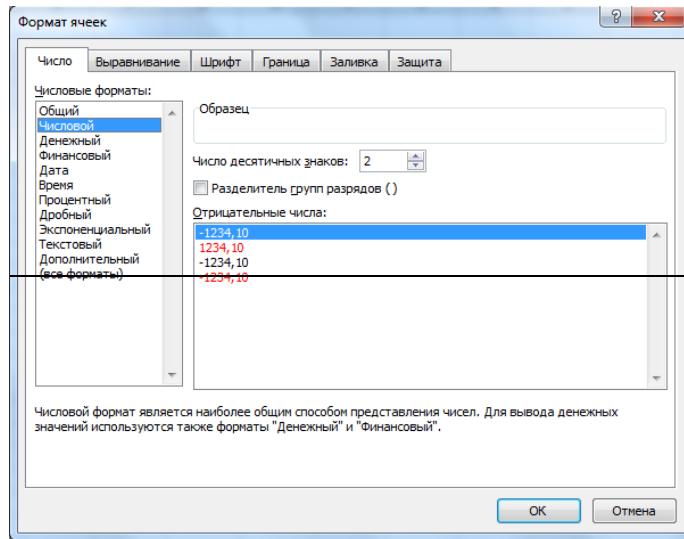 Формат ячеек
Число Выравнивание Шрифт Граница Заливка Защита
Числовые форматы:
Общий
Числовой
Денежный
Финансовый
Дата
Время
Процентный
Дробный
Экспоненциальный
Текстовый
Дополнительный
(все форматы)
Образец
Число десятичных знаков: 2
Разделитель групп разрядов ( )
Отрицательные числа:
-1234,10
1234,10
-1234,10
-1234,10
Числовой формат является наиболее общим способом представления чисел. Для вывода денежных
значений используются также форматы "Денежный" и "Финансовый".
ОК Отмена